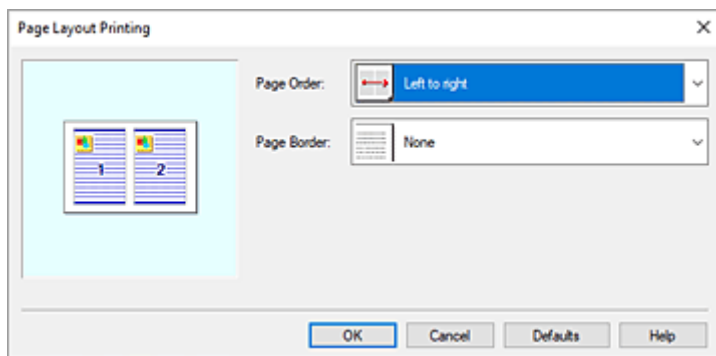 Page Layout Printing
Page Order: Left to right
1 2
Page Border: None
OK Cancel Defaults Help